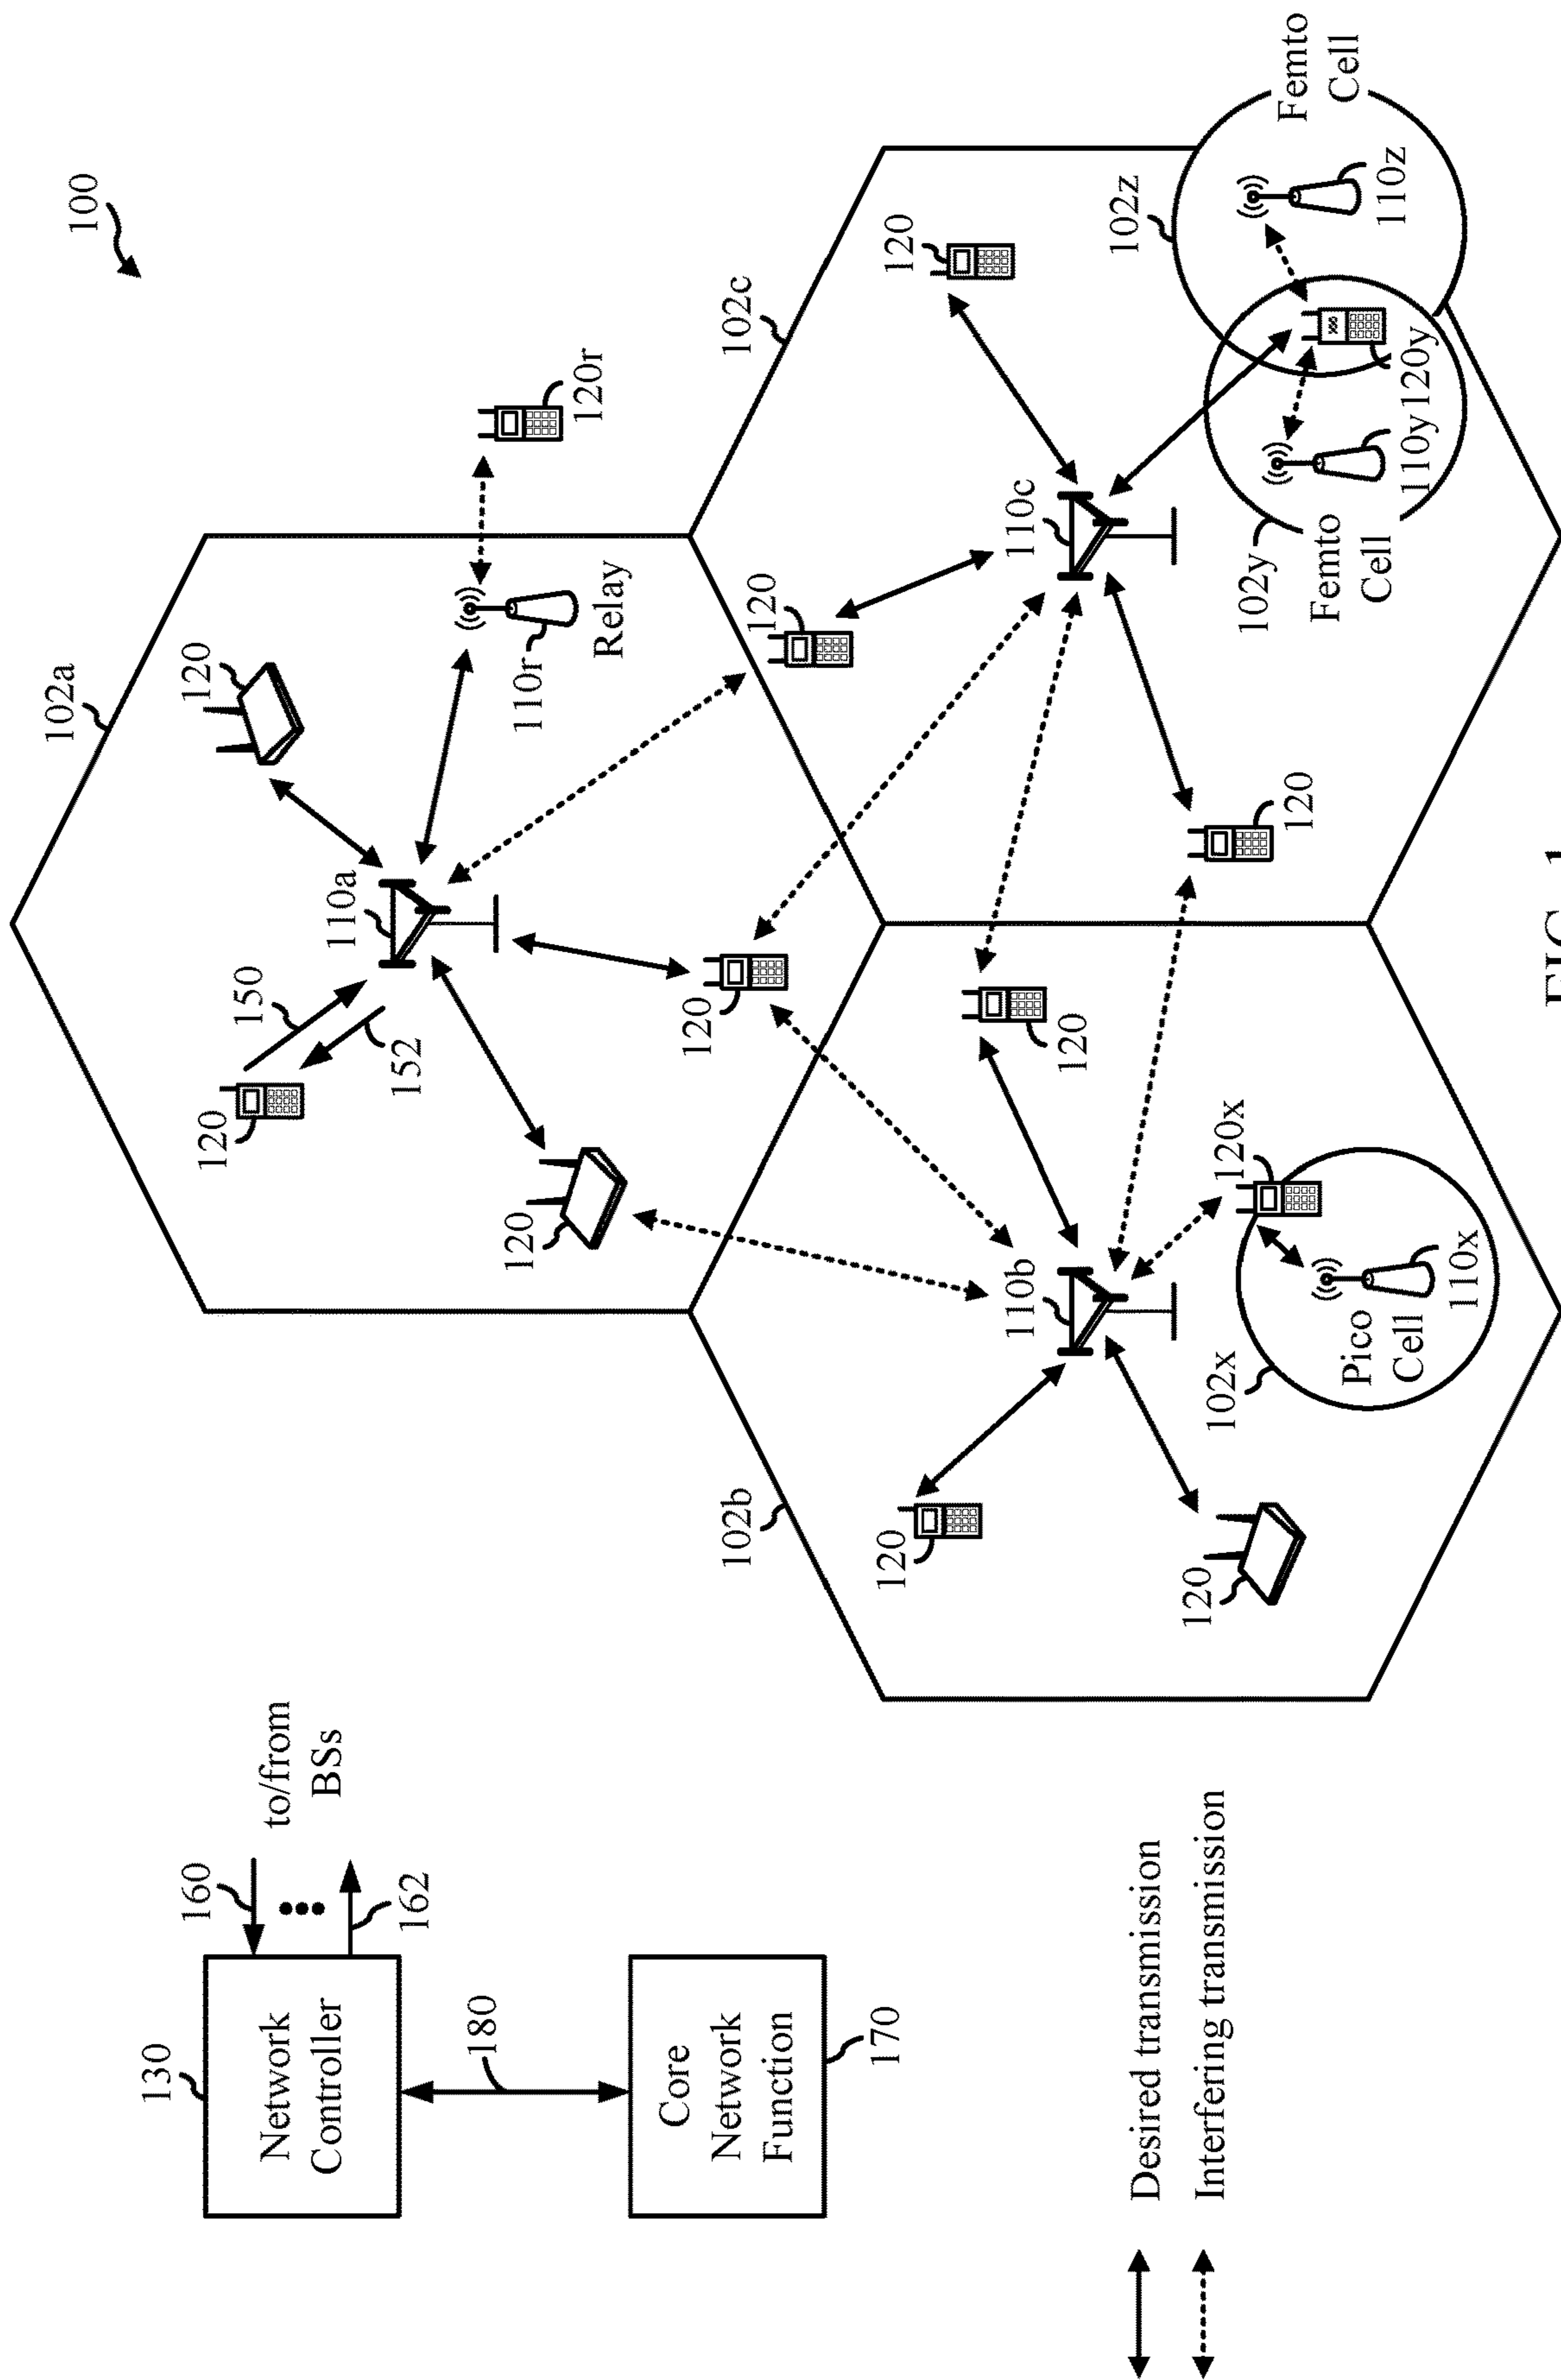 100
130
Network
Controller
160
to/from
BSs
162
180
Core
Network
Function
170
Desired transmission
Interfering transmission
102a
120
120
150
152
110a
120
120
110r
Relay
120r
102b
120
120
110b
120
102x
Pico
Cell
110x
120x
102c
120
120
110c
120
102y
Femto
Cell
110y
120y
102z
110z
Femto
Cell
FIG. 1